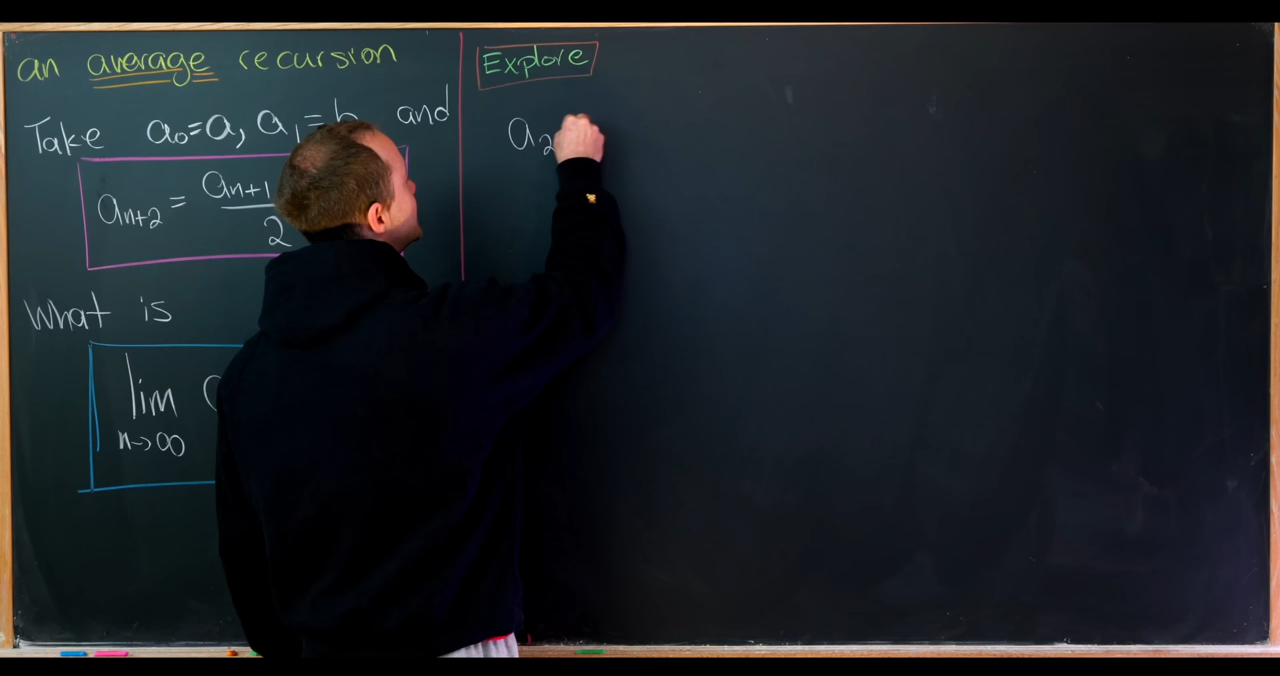 an average recursion
Take a₀=a, a₁=b and
aₙ₊₂ = aₙ₊₁
2
What is
lim
n→∞
Explore
a₂